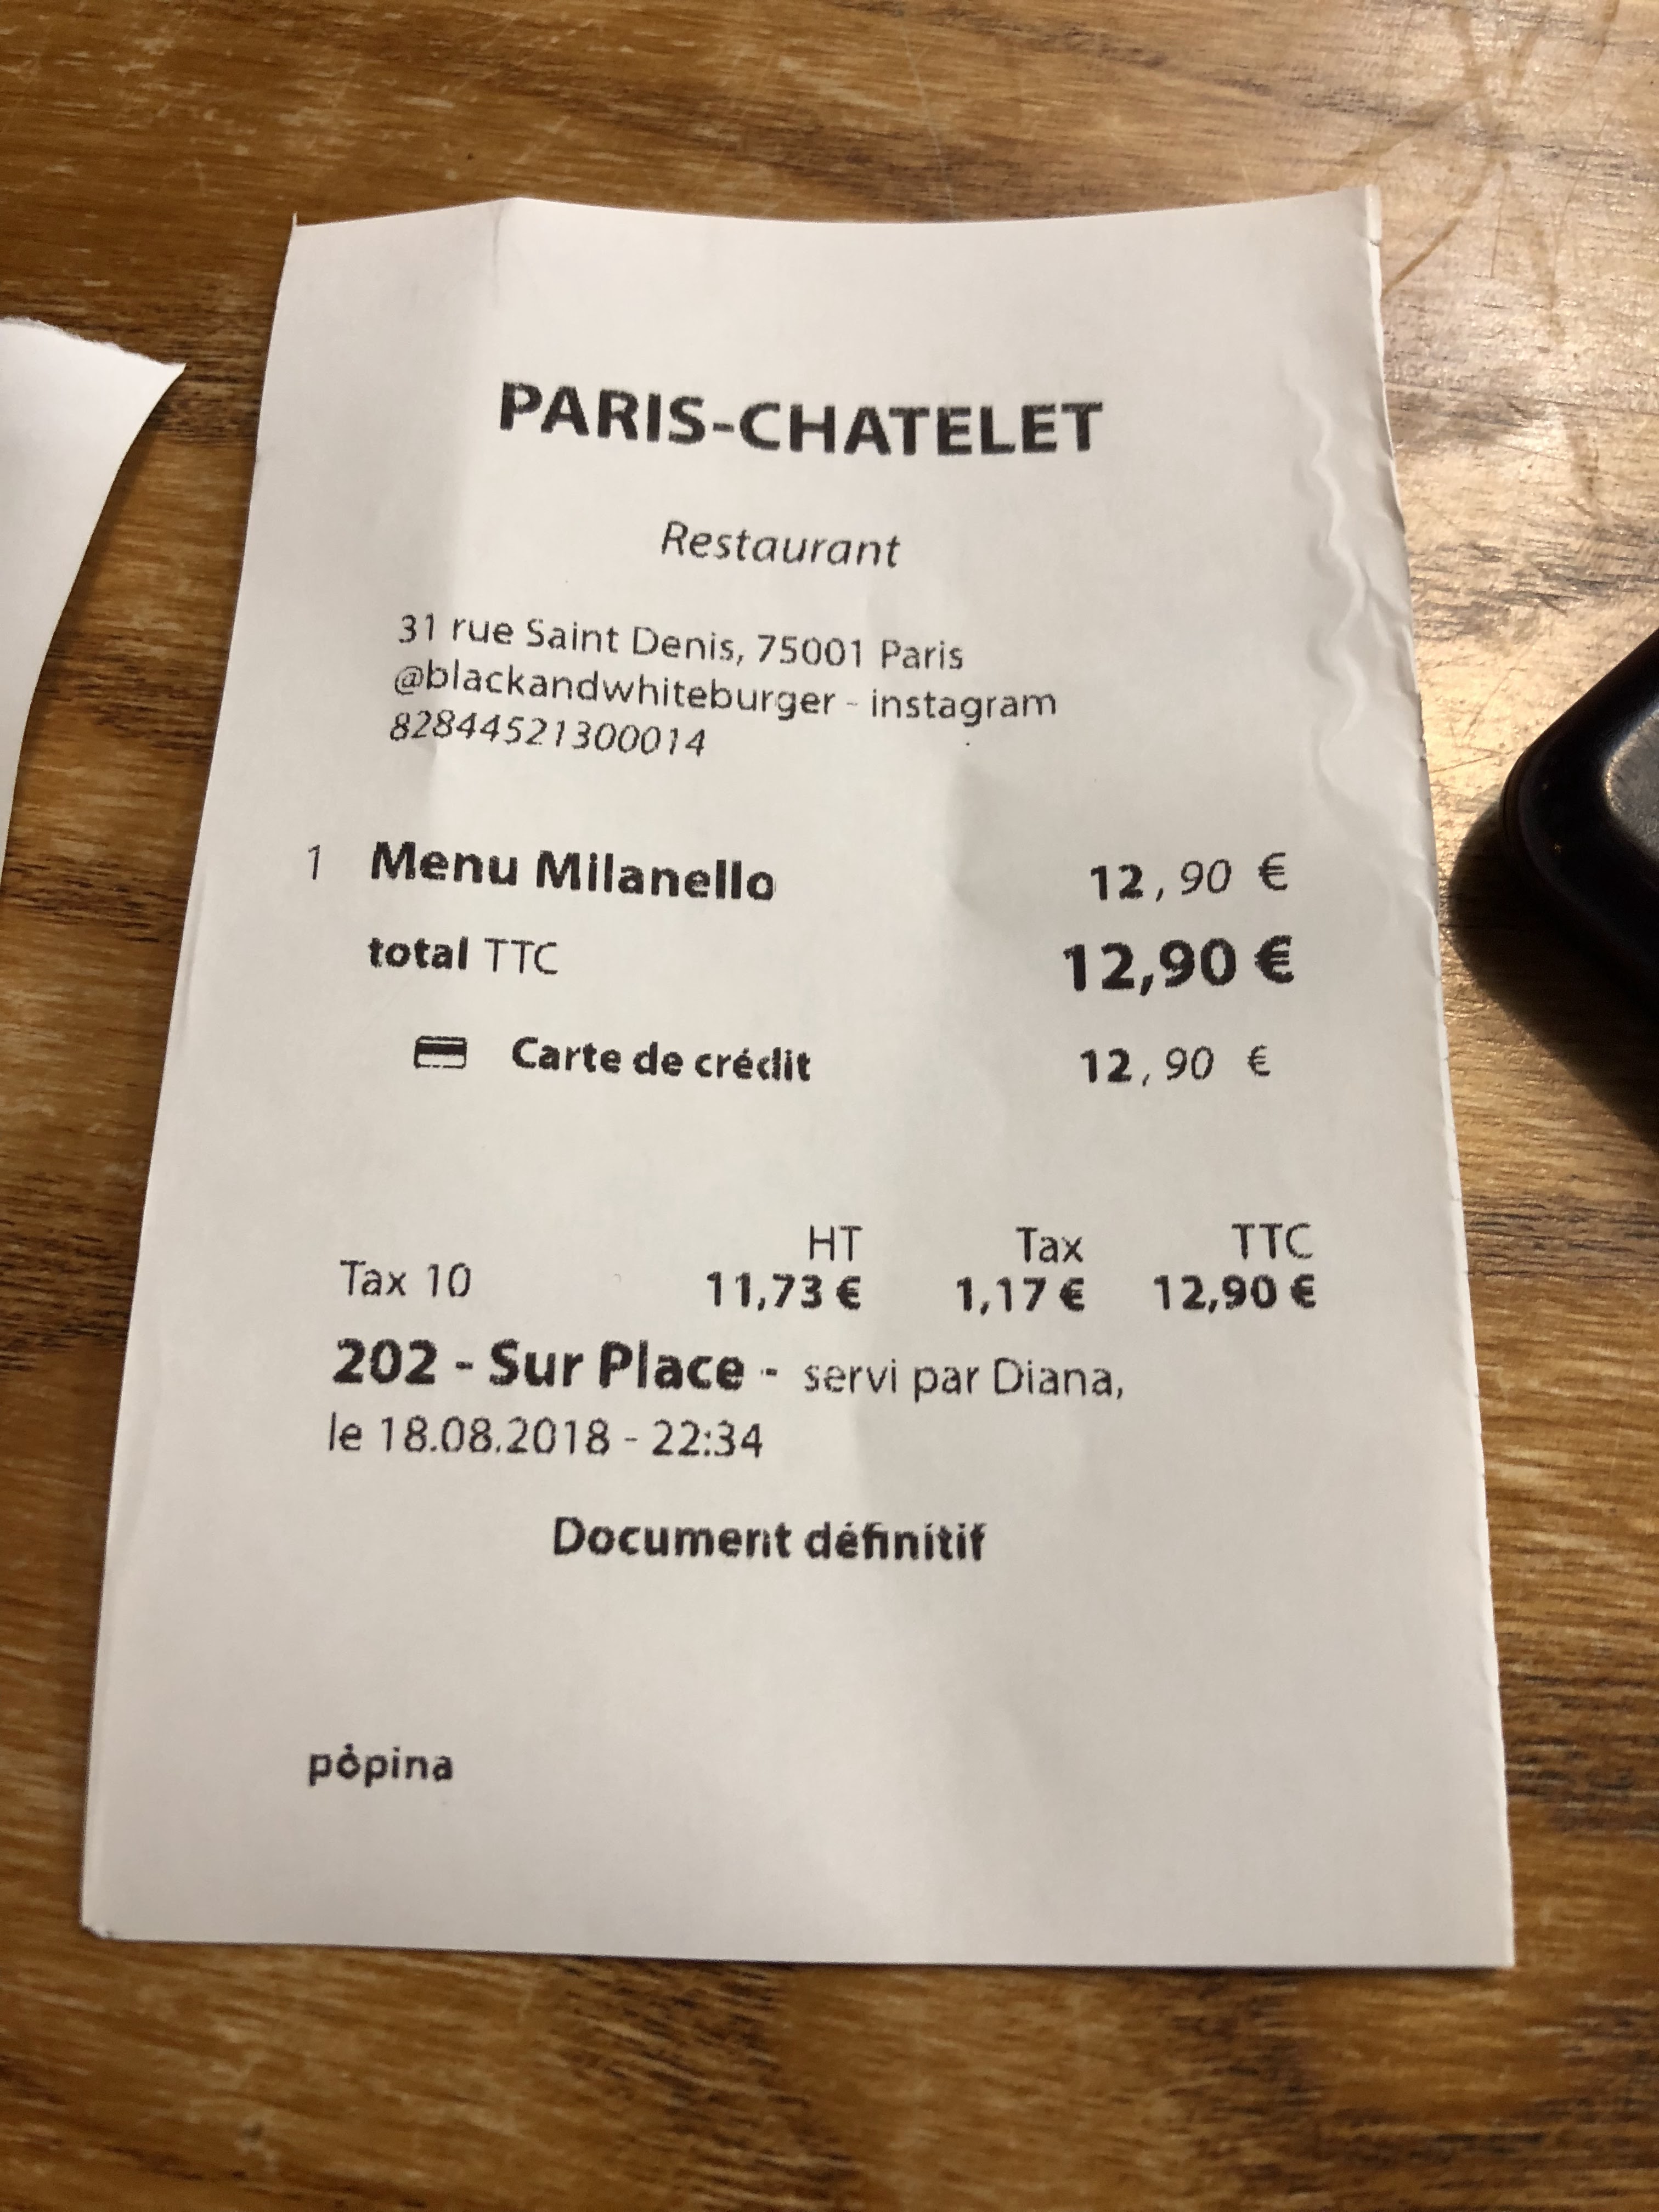 PARIS-CHATELET
Restaurant
31 rue Saint Denis, 75001 Paris
@blackandwhiteburger - instagram
82844521300014
1 Menu Milanello 12,90 €
total TTC 12,90 €
Carte de crédit 12,90 €
HT Tax TTC
Tax 10 11,73 € 1,17 € 12,90 €
202 - Sur Place - servi par Diana,
le 18.08.2018 - 22:34
Document définitif
popina